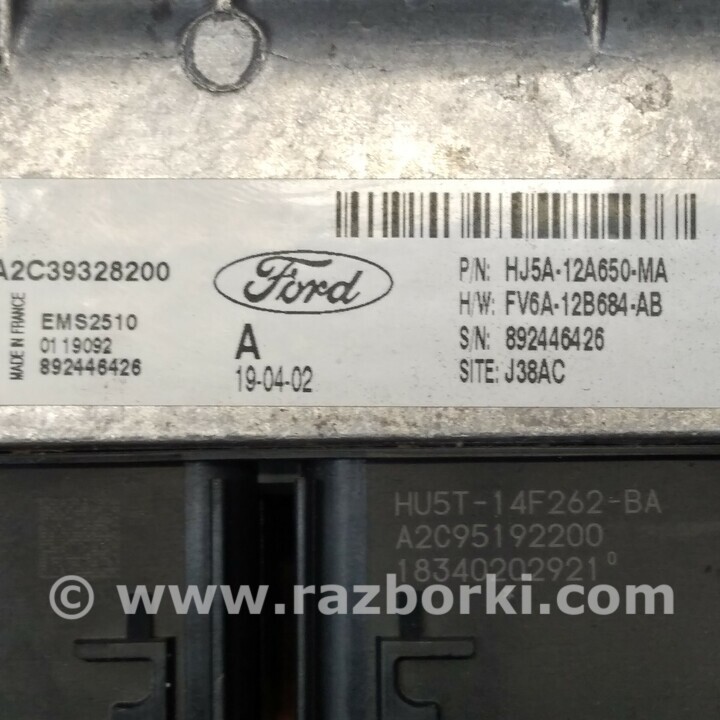 A2C39328200
MADE IN FRANCE
EMS2510
0119092
892446426
Ford
A
19-04-02
P/N: HJ5A-12A650-MA
H/W: FV6A-12B684-AB
S/N: 892446426
SITE: J38AC
HU5T-14F262-BA
A2C95192200
18340202921 0
© www.razborki.com